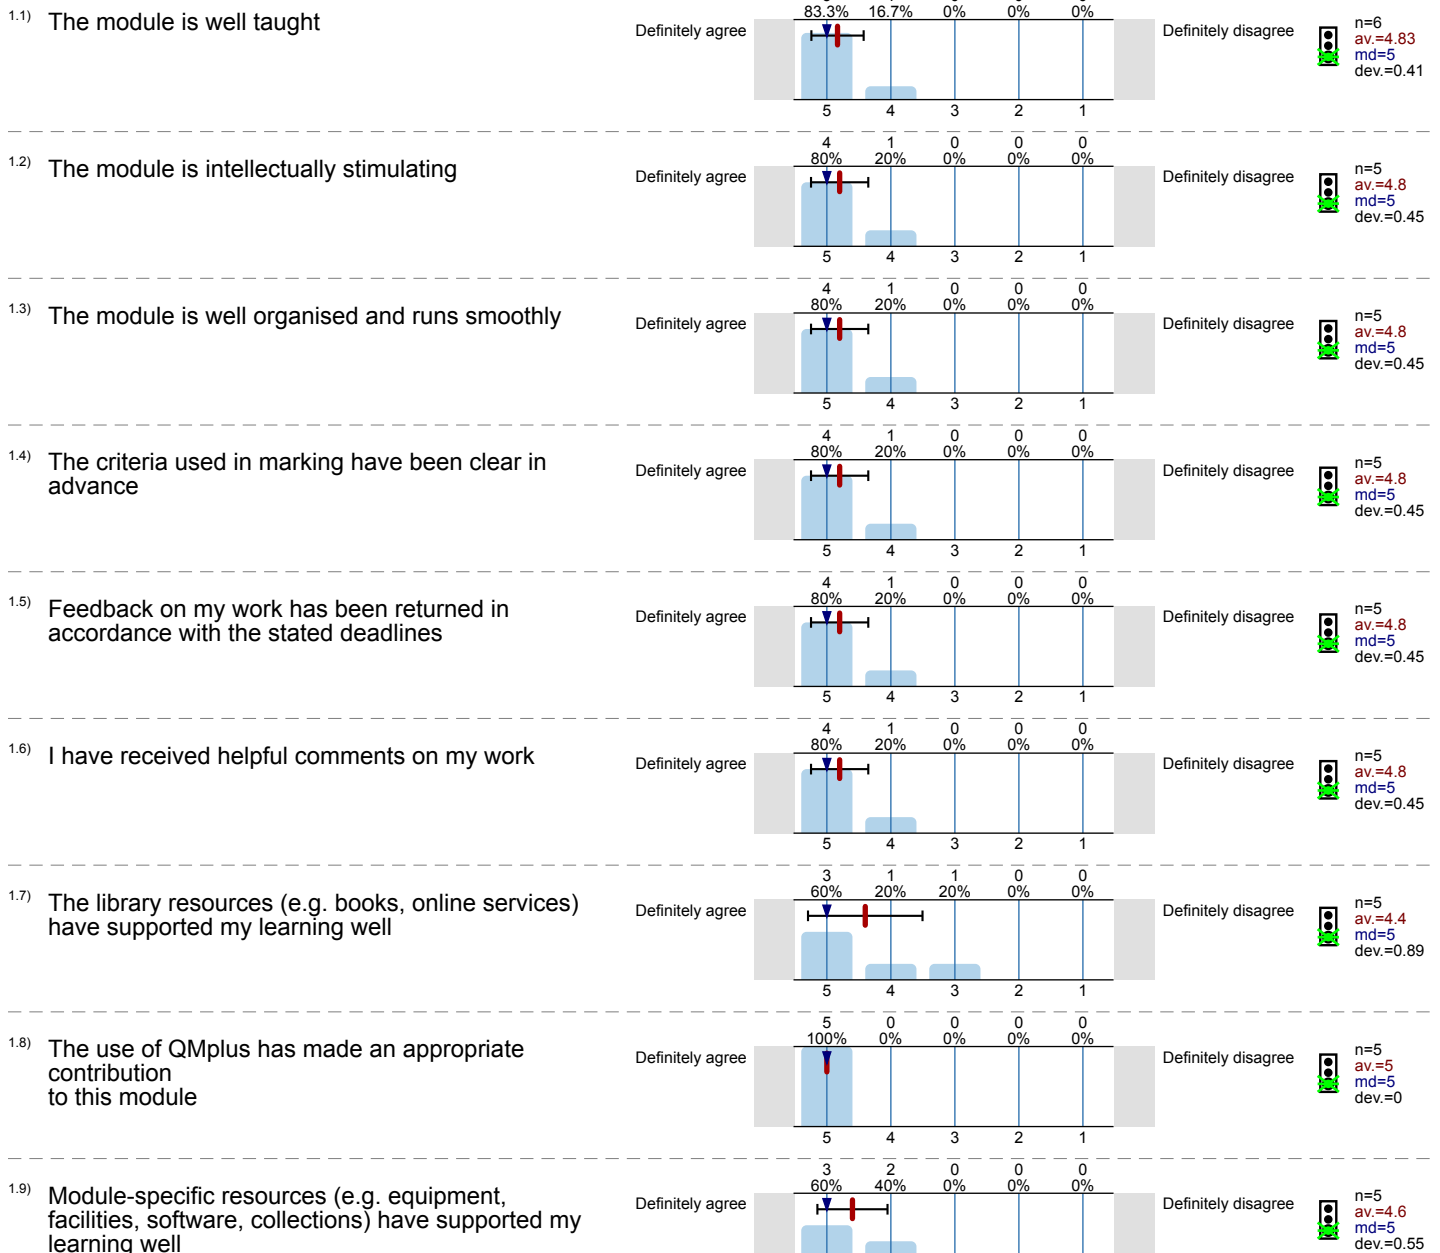 83.3% 16.7% 0% 0% 0%
1.1) The module is well taught Definitely agree Definitely disagree n=6
av.=4.83
md=5
dev.=0.41
5 4 3 2 1
4 1 0 0 0
80% 20% 0% 0% 0%
1.2) The module is intellectually stimulating Definitely agree Definitely disagree n=5
av.=4.8
md=5
dev.=0.45
5 4 3 2 1
4 1 0 0 0
80% 20% 0% 0% 0%
1.3) The module is well organised and runs smoothly Definitely agree Definitely disagree n=5
av.=4.8
md=5
dev.=0.45
5 4 3 2 1
4 1 0 0 0
80% 20% 0% 0% 0%
1.4) The criteria used in marking have been clear in Definitely agree Definitely disagree n=5
advance av.=4.8
md=5
dev.=0.45
5 4 3 2 1
4 1 0 0 0
80% 20% 0% 0% 0%
1.5) Feedback on my work has been returned in Definitely agree Definitely disagree n=5
accordance with the stated deadlines av.=4.8
md=5
dev.=0.45
5 4 3 2 1
4 1 0 0 0
80% 20% 0% 0% 0%
1.6) I have received helpful comments on my work Definitely agree Definitely disagree n=5
av.=4.8
md=5
dev.=0.45
5 4 3 2 1
3 1 1 0 0
60% 20% 20% 0% 0%
1.7) The library resources (e.g. books, online services) Definitely agree Definitely disagree n=5
have supported my learning well av.=4.4
md=5
dev.=0.89
5 4 3 2 1
5 0 0 0 0
100% 0% 0% 0% 0%
1.8) The use of QMplus has made an appropriate Definitely agree Definitely disagree n=5
contribution av.=5
to this module md=5
dev.=0
5 4 3 2 1
3 2 0 0 0
60% 40% 0% 0% 0%
1.9) Module-specific resources (e.g. equipment, Definitely agree Definitely disagree n=5
facilities, software, collections) have supported my av.=4.6
learning well md=5
dev.=0.55